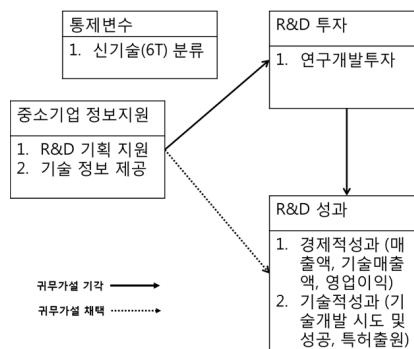 통제변수
1. 신기술(6T) 분류
R&D 투자
1. 연구개발투자
중소기업 정보지원
1. R&D 기획 지원
2. 기술 정보 제공
R&D 성과
1. 경제적성과 (매
출액, 기술매출
액, 영업이익)
2. 기술적성과 (기
술개발 시도 및
성공, 특허출원)
귀무가설 기각
귀무가설 채택